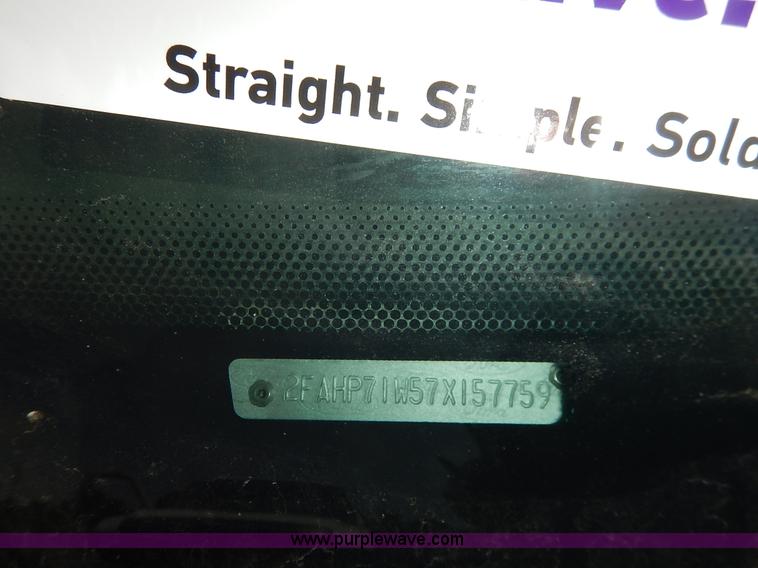 Straight. Simple. Sold
2FAHP71W57X157759
www.purplewave.com